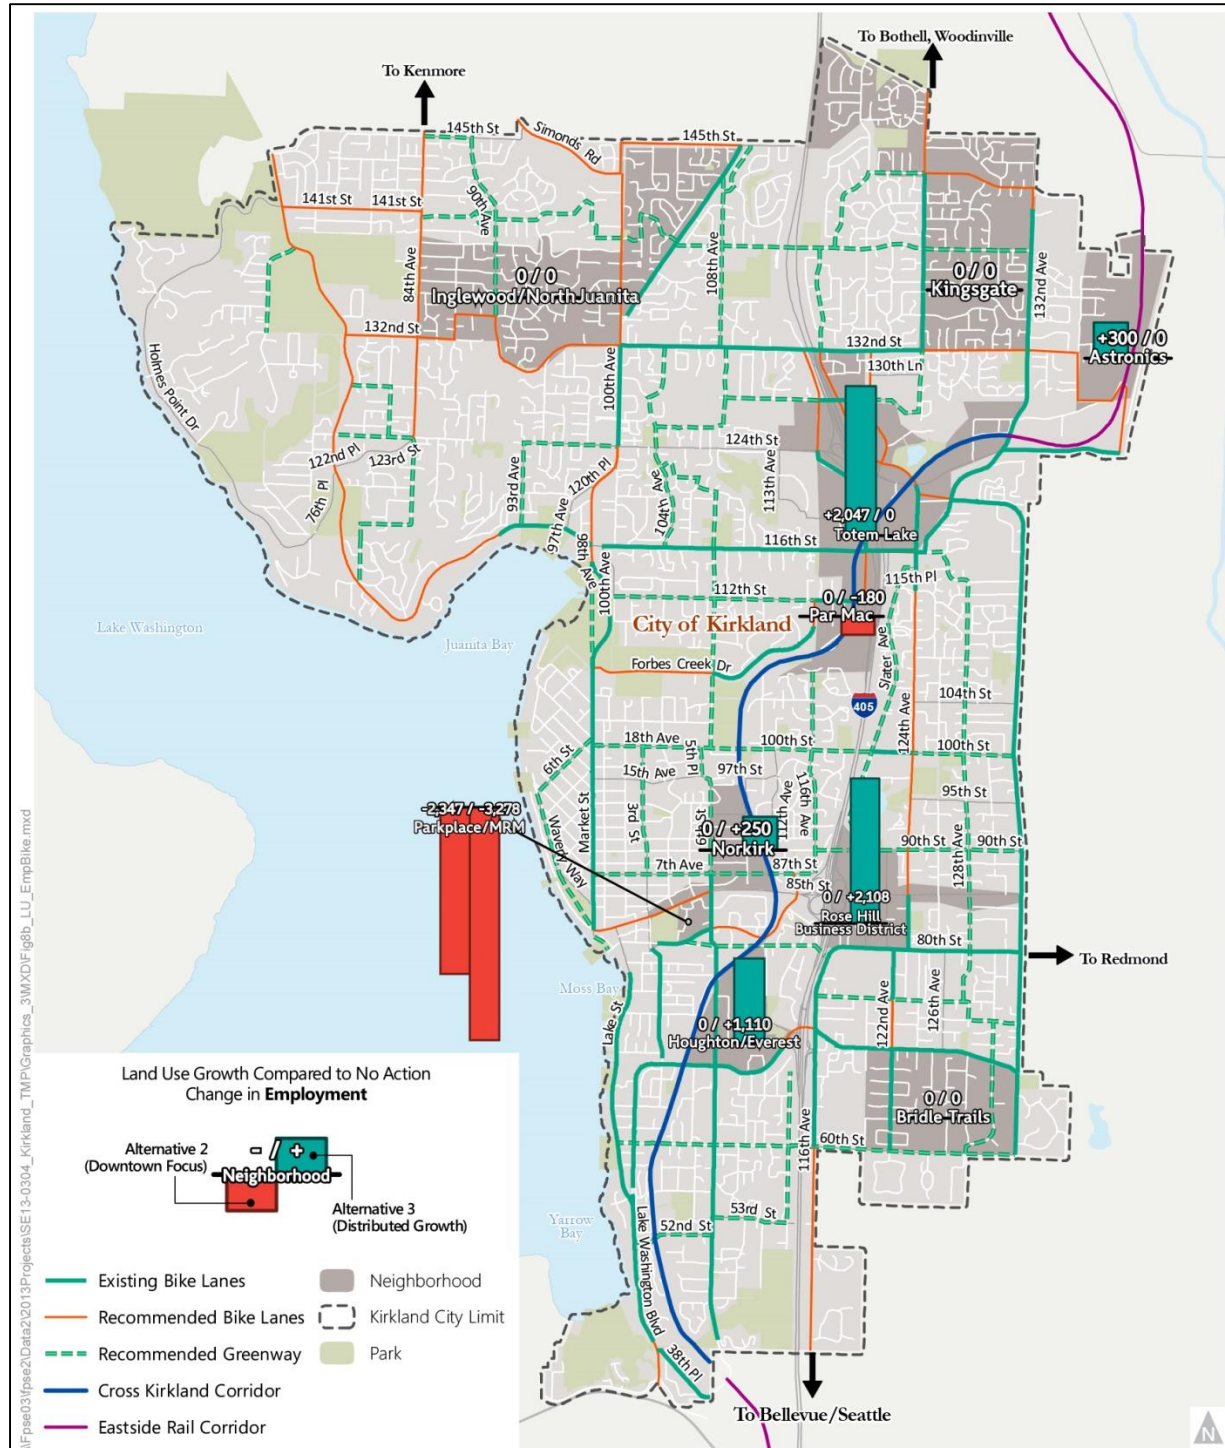 To Bothell, Woodinville
To Kenmore
145th St
Simonds Rd
145th St
141st St
141st St
90th Ave
84th Ave
108th Ave
132nd Ave
0 / 0
Inglewood/NorthJuanita
0 / 0
Kingsgate
+300 / 0
Astronics
132nd St
132nd St
130th Ln
Holmes Point Dr
100th Ave
124th St
122nd Pl
123rd St
76th Pl
93rd Ave
120th Pl
97th Ave
104th Ave
113th Ave
+2,047 / 0
Totem Lake
98th Ave
116th St
100th Ave
112th St
115th Pl
0 / -180
Par Mac
City of Kirkland
Lake Washington
Juanita Bay
Forbes Creek Dr
Slater Ave
405
104th St
124th Ave
18th Ave
100th St
100th St
6th St
15th Ave
5th Pl
97th St
95th St
Market St
3rd St
6th St
112th Ave
116th Ave
-2,347 / -3,278
Parkplace/MRM
0 / +250
Norkirk
Waverly Way
7th Ave
87th St
85th St
90th St
90th St
128th Ave
0 / +2,108
Rose Hill
Business District
80th St
To Redmond
Moss Bay
Lake St
0 / +1,110
Houghton/Everest
122nd Ave
126th Ave
0 / 0
Bridle Trails
116th Ave
60th St
Yarrow
Bay
53rd St
52nd St
Lake Washington Blvd
38th Pl
To Bellevue/Seattle
Land Use Growth Compared to No Action
Change in Employment
Alternative 2
(Downtown Focus)
- / +
Neighborhood
Alternative 3
(Distributed Growth)
Existing Bike Lanes
Recommended Bike Lanes
Recommended Greenway
Cross Kirkland Corridor
Eastside Rail Corridor
Neighborhood
Kirkland City Limit
Park
N
\\Fpse03\fpse2\Data2\2013Projects\SE13-0304_Kirkland_TMP\Graphics_3\MXD\Fig8b_LU_EmpBike.mxd